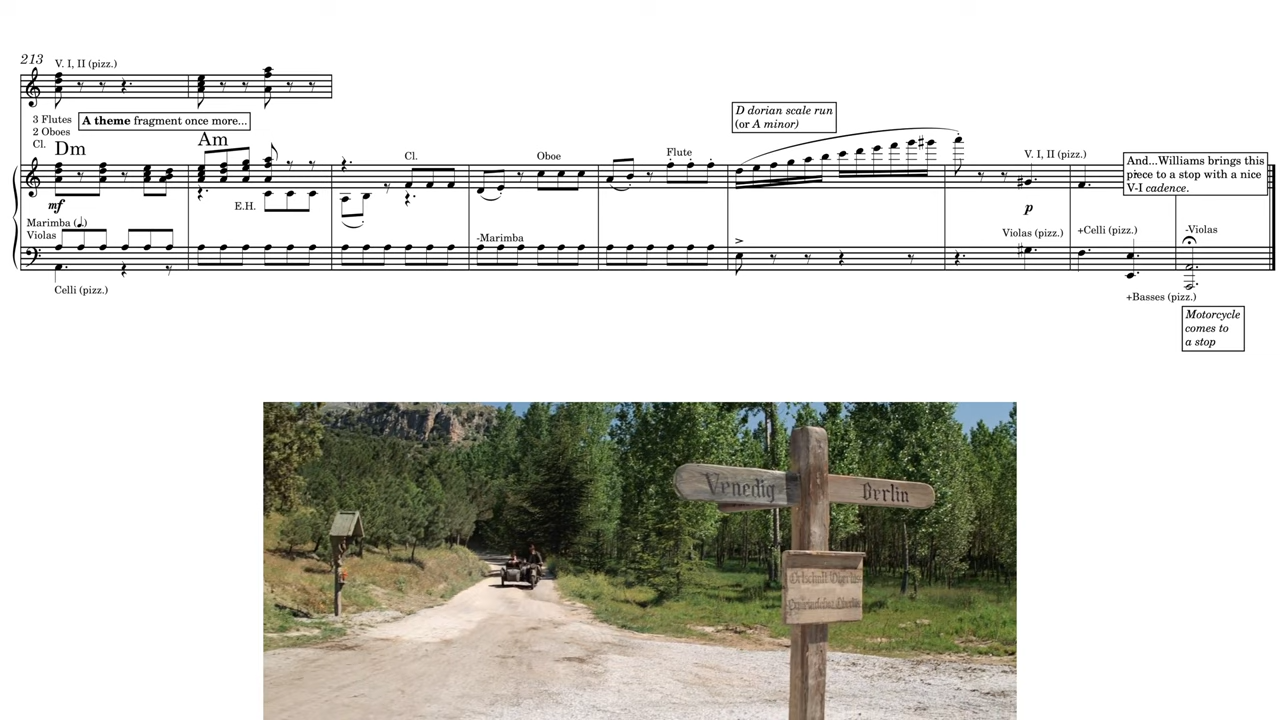 213
V. I, II (pizz.)
3 Flutes
2 Oboes
Cl.
A theme fragment once more...
Dm
Am
mf
E.H.
Cl.
Oboe
Flute
D dorian scale run
(or A minor)
V. I, II (pizz.)
And...Williams brings this
piece to a stop with a nice
V-I cadence.
p
Marimba (♩.)
Violas
-Marimba
Violas (pizz.)
+Celli (pizz.)
-Violas
Celli (pizz.)
+Basses (pizz.)
Motorcycle
comes to
a stop
Venedig
Berlin